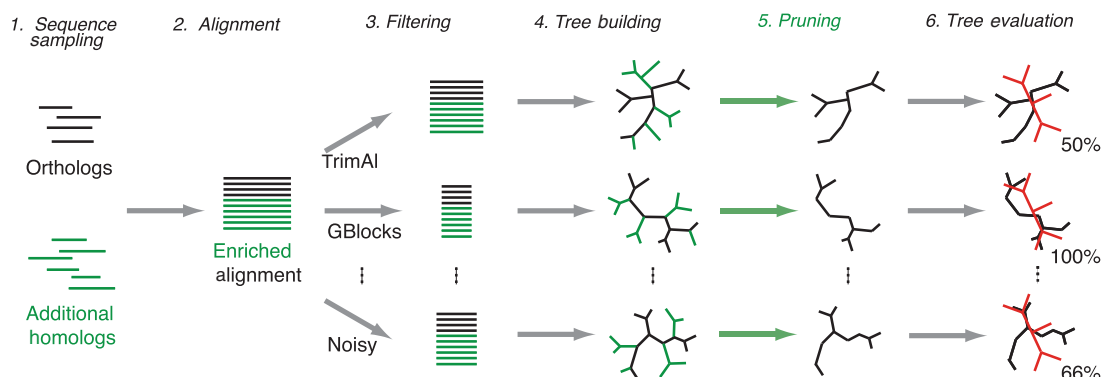 1. Sequence
sampling
2. Alignment
3. Filtering
4. Tree building
5. Pruning
6. Tree evaluation
Orthologs
TrimAl
50%
GBlocks
Enriched
alignment
100%
Additional
homologs
Noisy
66%